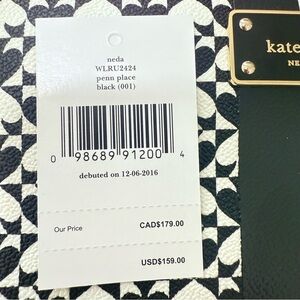 neda
WLRU2424
penn place
black (001)
0 98689 91200 4
debuted on 12-06-2016
Our Price CAD$179.00
USD$159.00
kate
NE